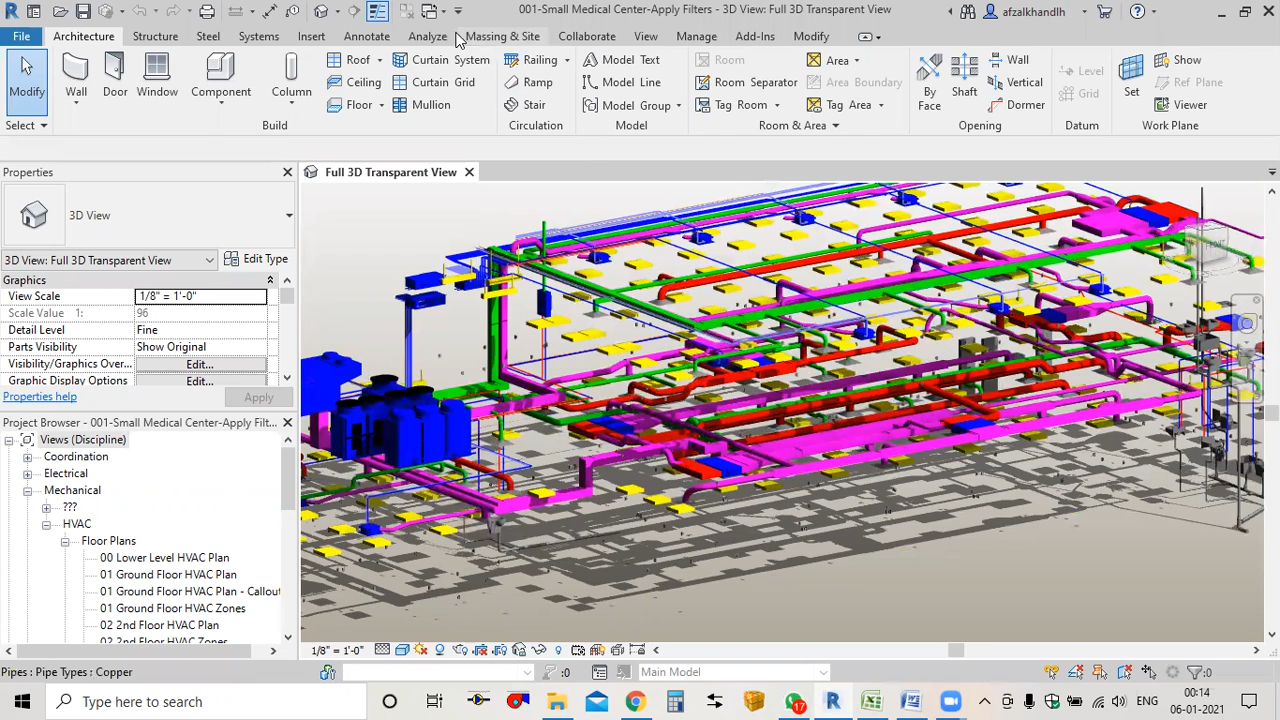 001-Small Medical Center-Apply Filters - 3D View: Full 3D Transparent View
afzalkhandlh
File Architecture Structure Steel Systems Insert Annotate Analyze Massing & Site Collaborate View Manage Add-Ins Modify
Modify
Select
Wall
Door
Window
Component
Column
Roof
Ceiling
Floor
Curtain System
Curtain Grid
Mullion
Build
Railing
Ramp
Stair
Circulation
Model Text
Model Line
Model Group
Model
Room
Room Separator
Tag Room
Area
Area Boundary
Tag Area
Room & Area
By Face
Shaft
Wall
Vertical
Dormer
Opening
Level
Grid
Datum
Set
Show
Ref Plane
Viewer
Work Plane
Properties
3D View
3D View: Full 3D Transparent View
Edit Type
Graphics
View Scale 1/8" = 1'-0"
Scale Value 1: 96
Detail Level Fine
Parts Visibility Show Original
Visibility/Graphics Over... Edit...
Graphic Display Options Edit...
Properties help
Apply
Project Browser - 001-Small Medical Center-Apply Filt...
Views (Discipline)
Coordination
Electrical
Mechanical
???
HVAC
Floor Plans
00 Lower Level HVAC Plan
01 Ground Floor HVAC Plan
01 Ground Floor HVAC Plan - Callou
01 Ground Floor HVAC Zones
02 2nd Floor HVAC Plan
02 2nd Floor HVAC Zones
Full 3D Transparent View
1/8" = 1'-0"
Pipes : Pipe Types : Copper
:0
Main Model
:0
Type here to search
17
ENG
00:14
06-01-2021